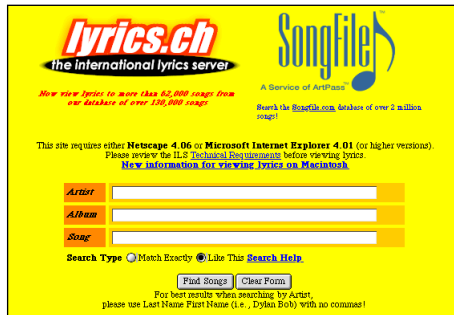 lyrics.ch
the international lyrics server
Now view lyrics to more than 62,000 songs from
our database of over 130,000 songs
SongFile
A Service of ArtPass™
Search the Songfile.com database of over 2 million
songs!
This site requires either Netscape 4.06 or Microsoft Internet Explorer 4.01 (or higher versions).
Please review the ILS Technical Requirements before viewing lyrics.
New information for viewing lyrics on Macintosh
Artist
Album
Song
Search Type Match Exactly Like This Search Help
Find Songs Clear Form
For best results when searching by Artist,
please use Last Name First Name (i.e., Dylan Bob) with no commas!